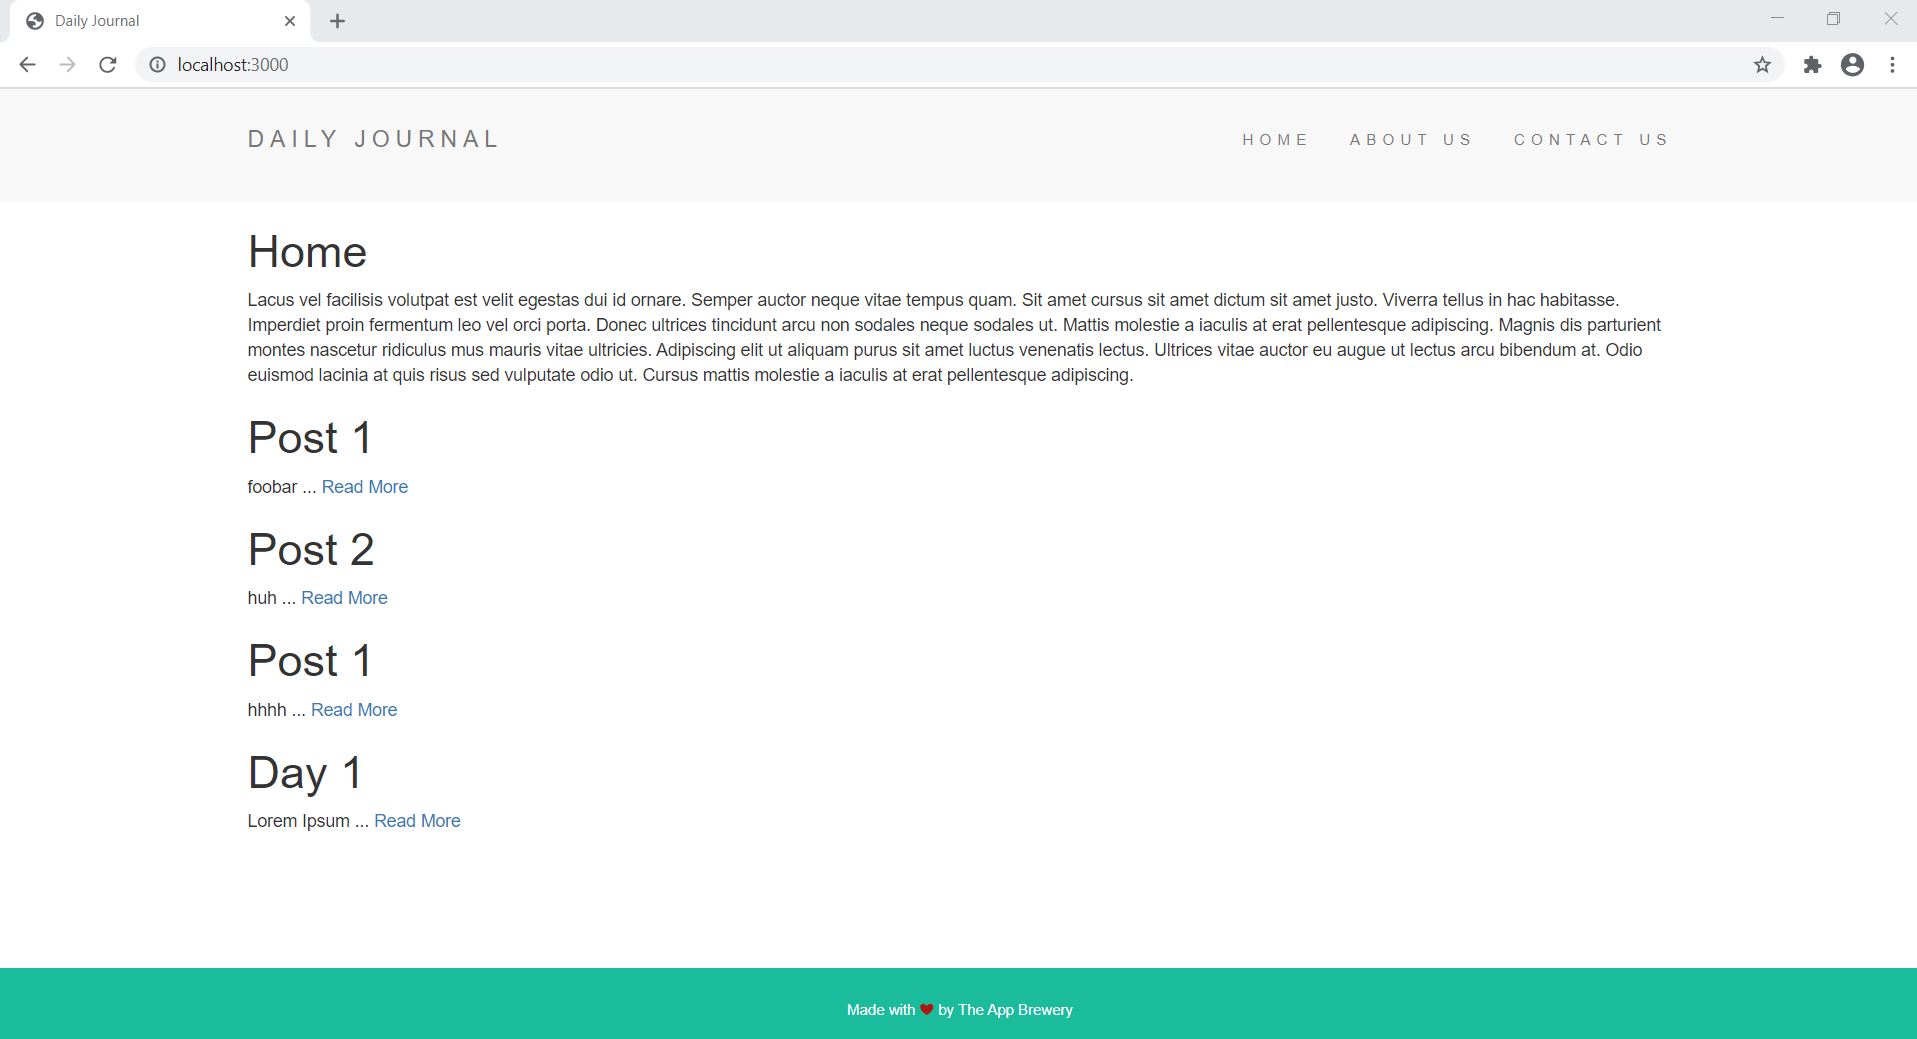 Daily Journal
localhost:3000
DAILY JOURNAL
HOME ABOUT US CONTACT US
Home
Lacus vel facilisis volutpat est velit egestas dui id ornare. Semper auctor neque vitae tempus quam. Sit amet cursus sit amet dictum sit amet justo. Viverra tellus in hac habitasse.
Imperdiet proin fermentum leo vel orci porta. Donec ultrices tincidunt arcu non sodales neque sodales ut. Mattis molestie a iaculis at erat pellentesque adipiscing. Magnis dis parturient
montes nascetur ridiculus mus mauris vitae ultricies. Adipiscing elit ut aliquam purus sit amet luctus venenatis lectus. Ultrices vitae auctor eu augue ut lectus arcu bibendum at. Odio
euismod lacinia at quis risus sed vulputate odio ut. Cursus mattis molestie a iaculis at erat pellentesque adipiscing.
Post 1
foobar ... Read More
Post 2
huh ... Read More
Post 1
hhhh ... Read More
Day 1
Lorem Ipsum ... Read More
Made with ❤ by The App Brewery